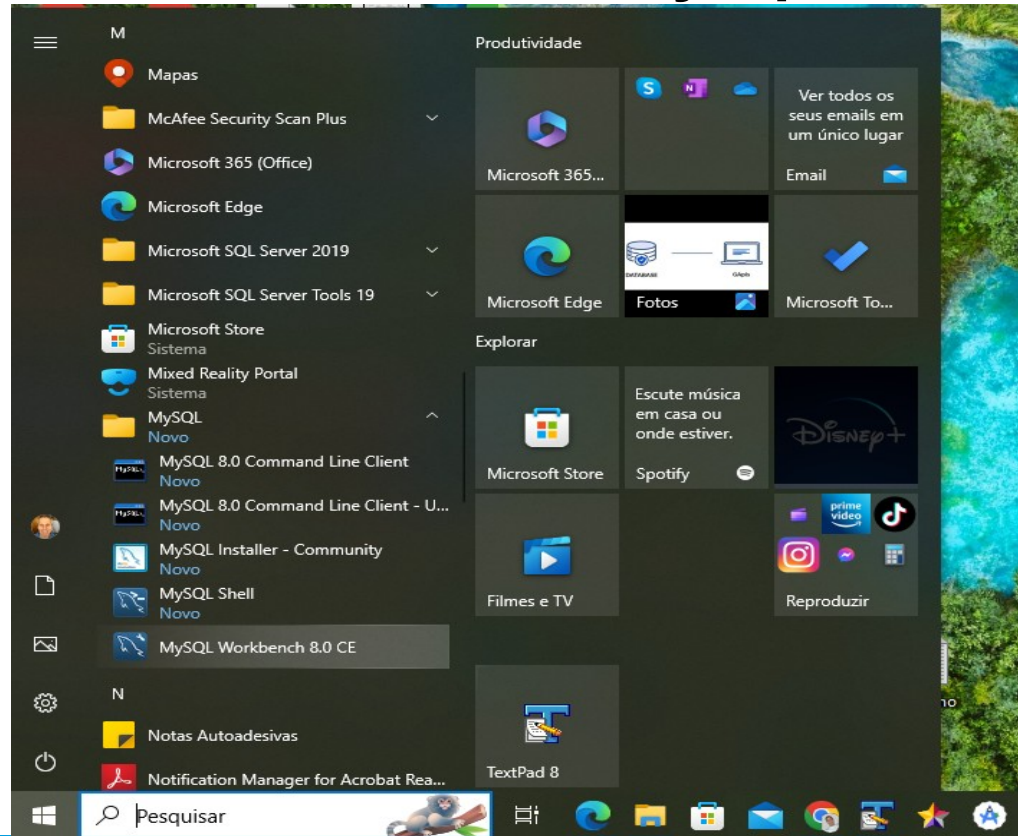 M
Mapas
McAfee Security Scan Plus
Microsoft 365 (Office)
Microsoft Edge
Microsoft SQL Server 2019
Microsoft SQL Server Tools 19
Microsoft Store
Sistema
Mixed Reality Portal
Sistema
MySQL
Novo
MySQL 8.0 Command Line Client
Novo
MySQL 8.0 Command Line Client - U...
Novo
MySQL Installer - Community
Novo
MySQL Shell
Novo
MySQL Workbench 8.0 CE
N
Notas Autoadesivas
Notification Manager for Acrobat Rea...
Produtividade
Microsoft 365...
Ver todos os
seus emails em
um único lugar
Email
Microsoft Edge
DATABASE
Fotos
Microsoft To...
Explorar
Microsoft Store
Escute música
em casa ou
onde estiver.
Spotify
Disney+
Filmes e TV
prime
video
Reproduzir
TextPad 8
Pesquisar